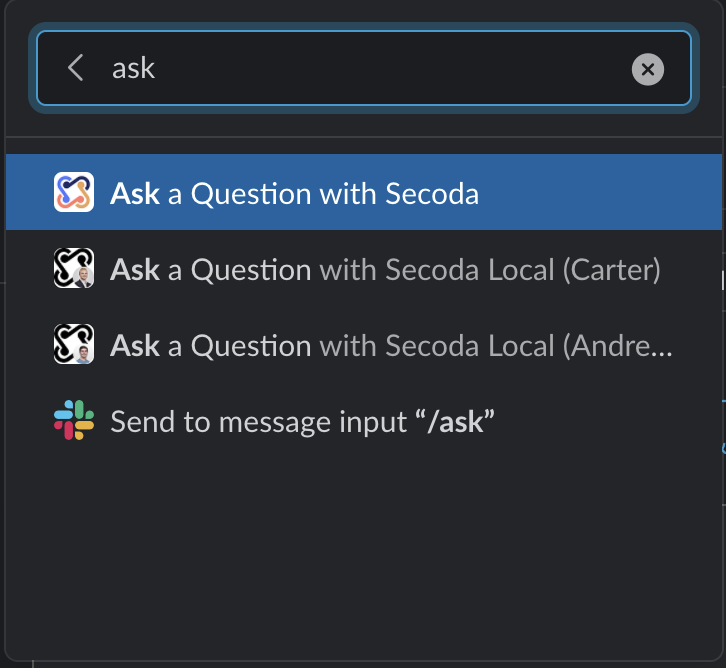 ask
Ask a Question with Secoda
Ask a Question with Secoda Local (Carter)
Ask a Question with Secoda Local (Andre...
Send to message input “/ask”